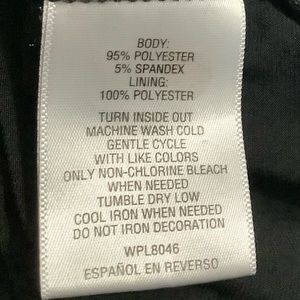 BODY:
95% POLYESTER
5% SPANDEX
LINING:
100% POLYESTER
TURN INSIDE OUT
MACHINE WASH COLD
GENTLE CYCLE
WITH LIKE COLORS
ONLY NON-CHLORINE BLEACH
WHEN NEEDED
TUMBLE DRY LOW
COOL IRON WHEN NEEDED
DO NOT IRON DECORATION
WPL8046
ESPAÑOL EN REVERSO